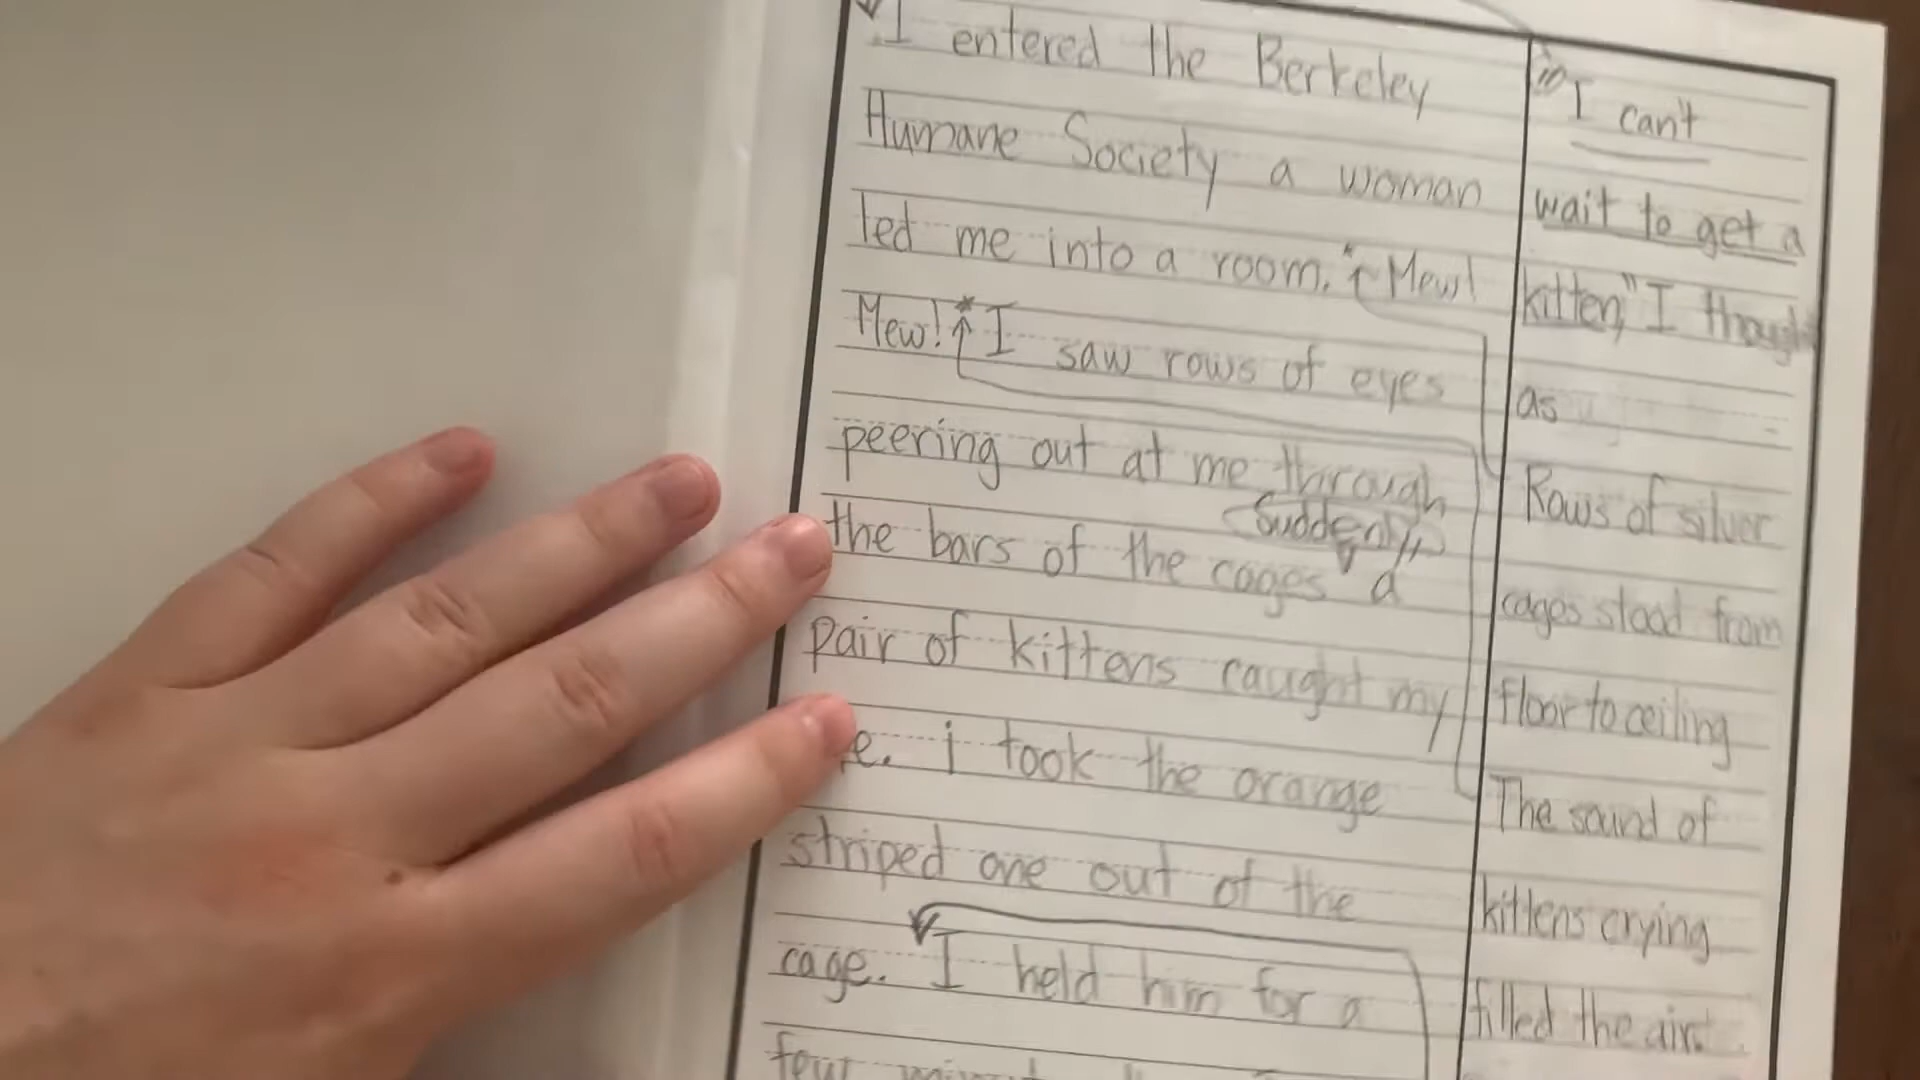 I entered the Berkeley
Humane Society a woman
led me into a room. Mew!
Mew! I saw rows of eyes
peering out at me through
Suddenly,
the bars of the cages a
pair of kittens caught my
e. i took the orange
striped one out of the
cage. I held him for a
few
"I can't
wait to get a
kitten," I thought
as
Rows of silver
cages stood from
floor to ceiling
The sound of
kittens crying
filled the air.